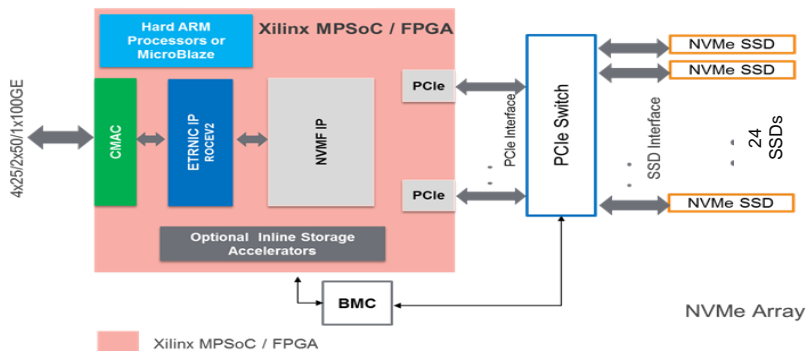 Hard ARM
Processors or
MicroBlaze
Xilinx MPSoC / FPGA
4x25/2x50/1x100GE
CMAC
ETRNIC IP
ROCEV2
NVMF IP
PCIe
PCIe
Optional Inline Storage
Accelerators
PCIe Interface
PCIe Switch
SSD Interface
NVMe SSD
NVMe SSD
24
SSDs
NVMe SSD
BMC
NVMe Array
Xilinx MPSoC / FPGA